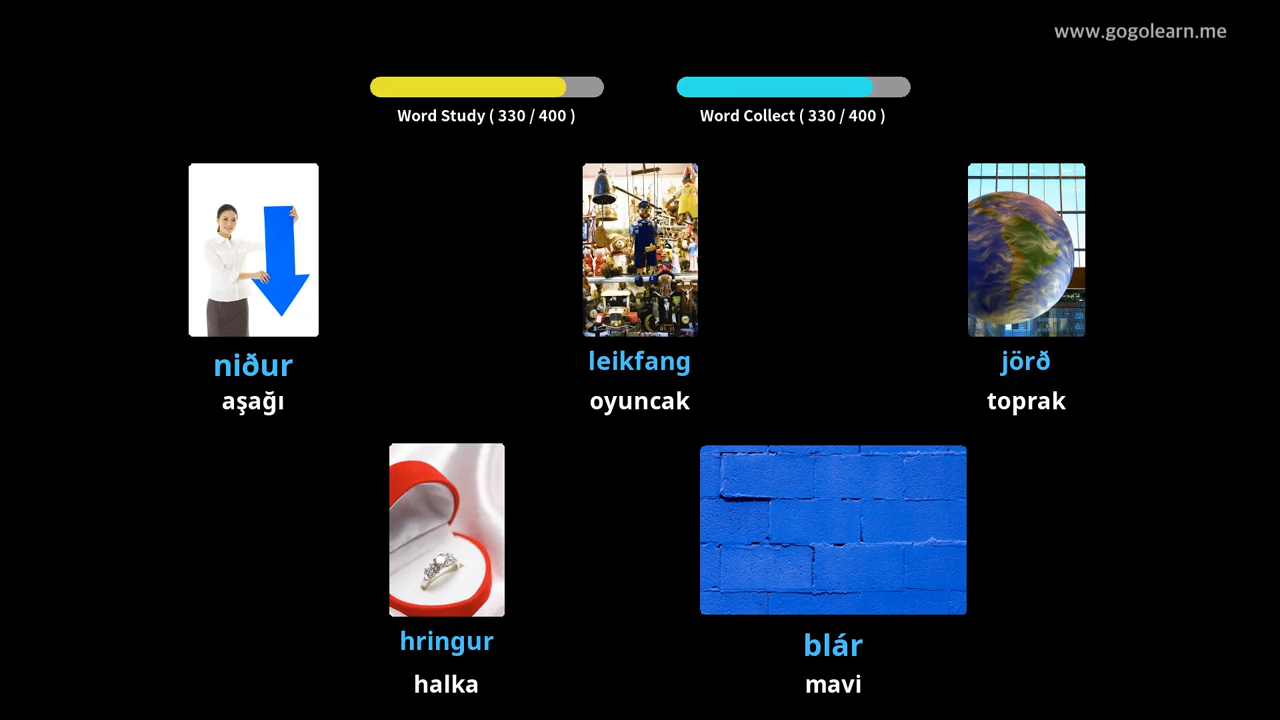 www.gogolearn.me
Word Study ( 330 / 400 )
Word Collect ( 330 / 400 )
niður
aşağı
leikfang
oyuncak
jörð
toprak
hringur
halka
blár
mavi